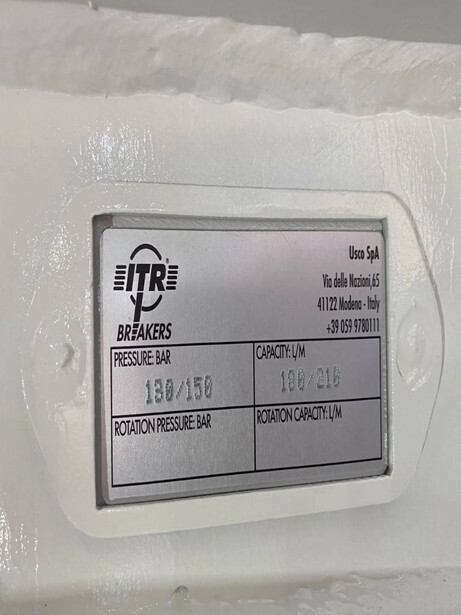 ITR
BREAKERS
Usco SpA
Via delle Nazioni,65
41122 Modena - Italy
+39 059 9780111
PRESSURE: BAR
130/150
CAPACITY: L/M
180/210
ROTATION PRESSURE: BAR
ROTATION CAPACITY: L/M